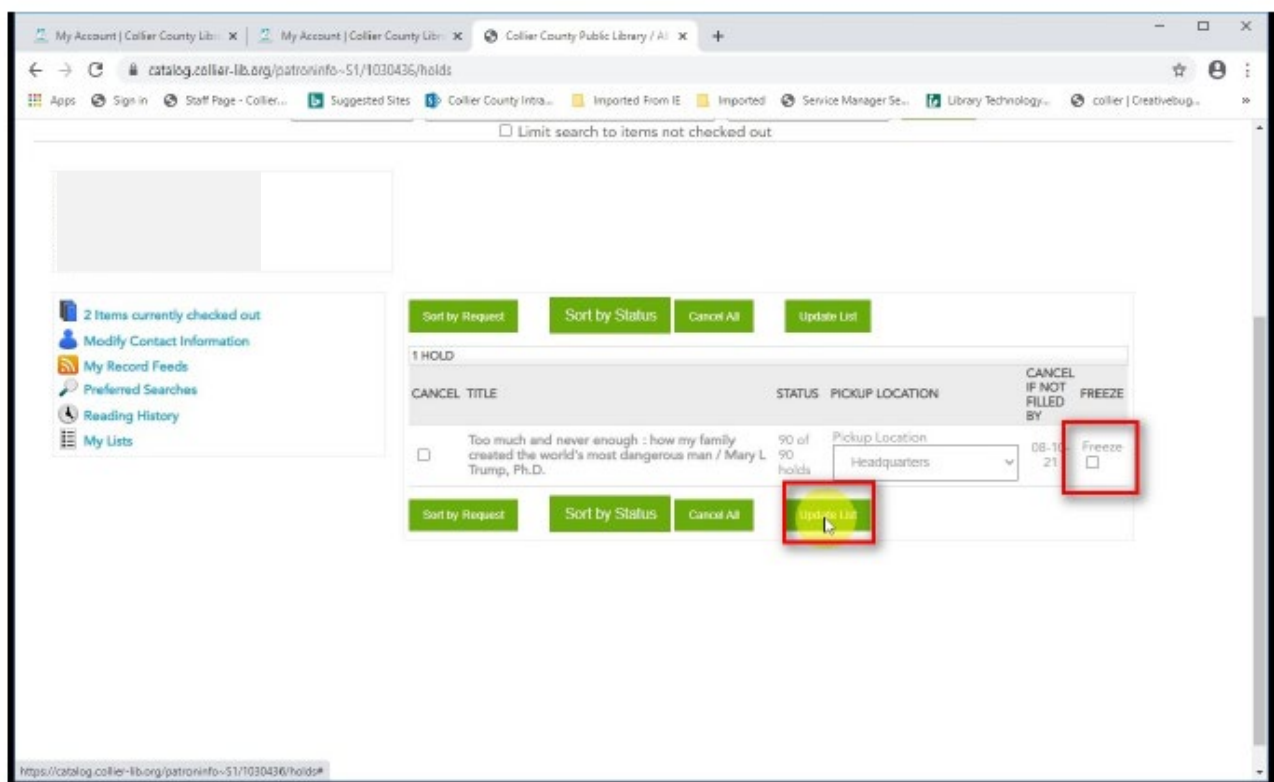 My Account | Collier County Libr
My Account | Collier County Libr
Collier County Public Library / Al
catalog.collier-lib.org/patroninfo~S1/1030436/holds
Apps Sign in Staff Page - Collier... Suggested Sites Collier County Intra... Imported From IE Imported Service Manager Se... Library Technology... collier | Creativebug...
Limit search to items not checked out
2 Items currently checked out
Modify Contact Information
My Record Feeds
Preferred Searches
Reading History
My Lists
Sort by Request Sort by Status Cancel All Update List
1 HOLD
CANCEL TITLE STATUS PICKUP LOCATION CANCEL IF NOT FILLED BY FREEZE
Too much and never enough : how my family
created the world's most dangerous man / Mary L
Trump, Ph.D.
90 of
90
holds
Pickup Location
Headquarters
08-10-
21
Freeze
Sort by Request Sort by Status Cancel All Update List
https://catalog.collier-lib.org/patroninfo~S1/1030436/holds#